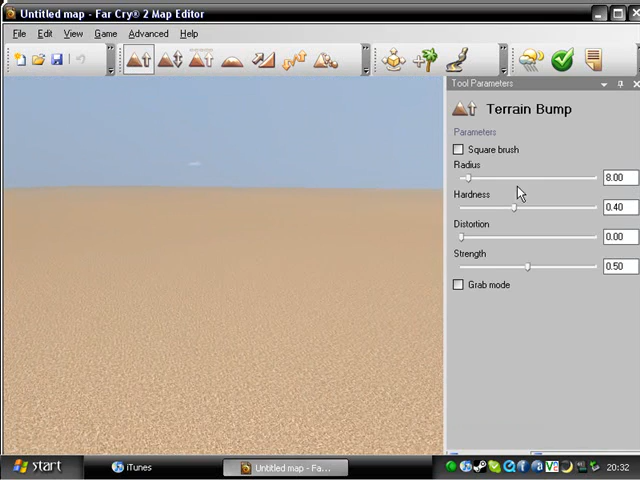 Untitled map - Far Cry® 2 Map Editor
File Edit View Game Advanced Help
Tool Parameters
Terrain Bump
Parameters
Square brush
Radius
8.00
Hardness
0.40
Distortion
0.00
Strength
0.50
Grab mode
start iTunes Untitled map - Fa... 20:32